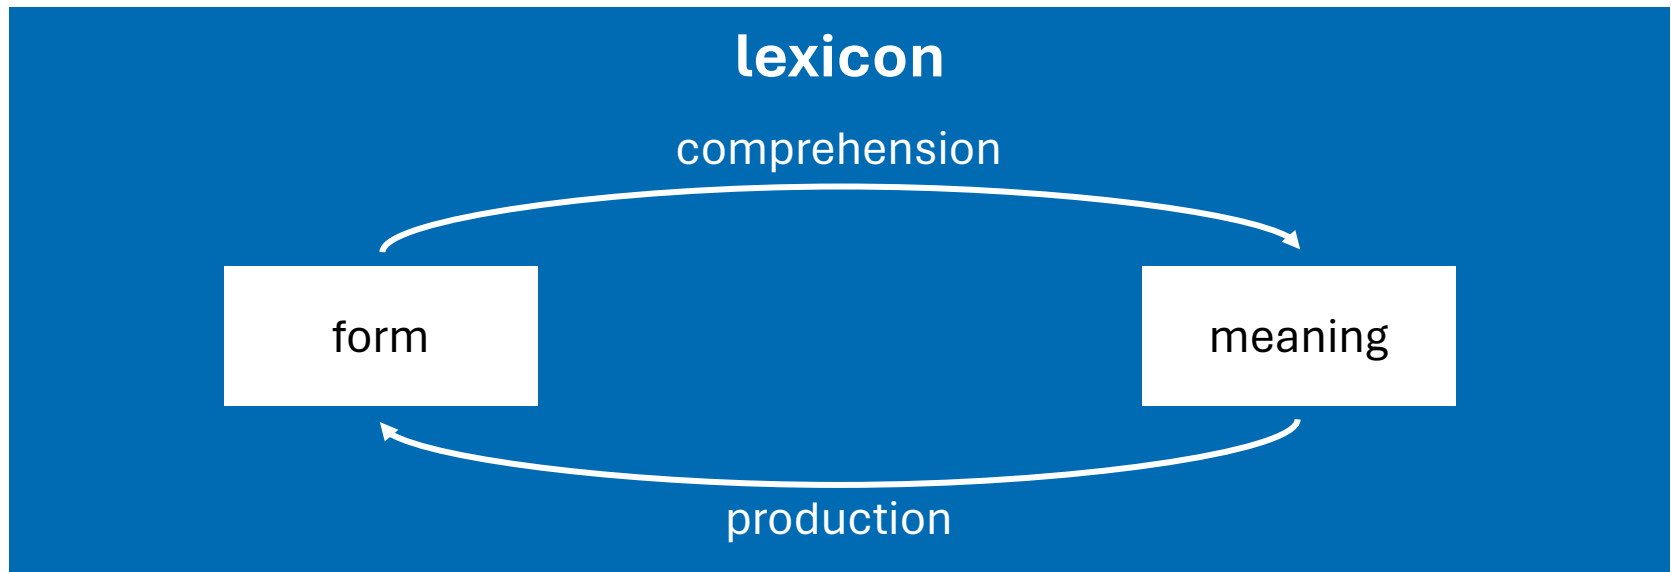 lexicon
comprehension
form
meaning
production